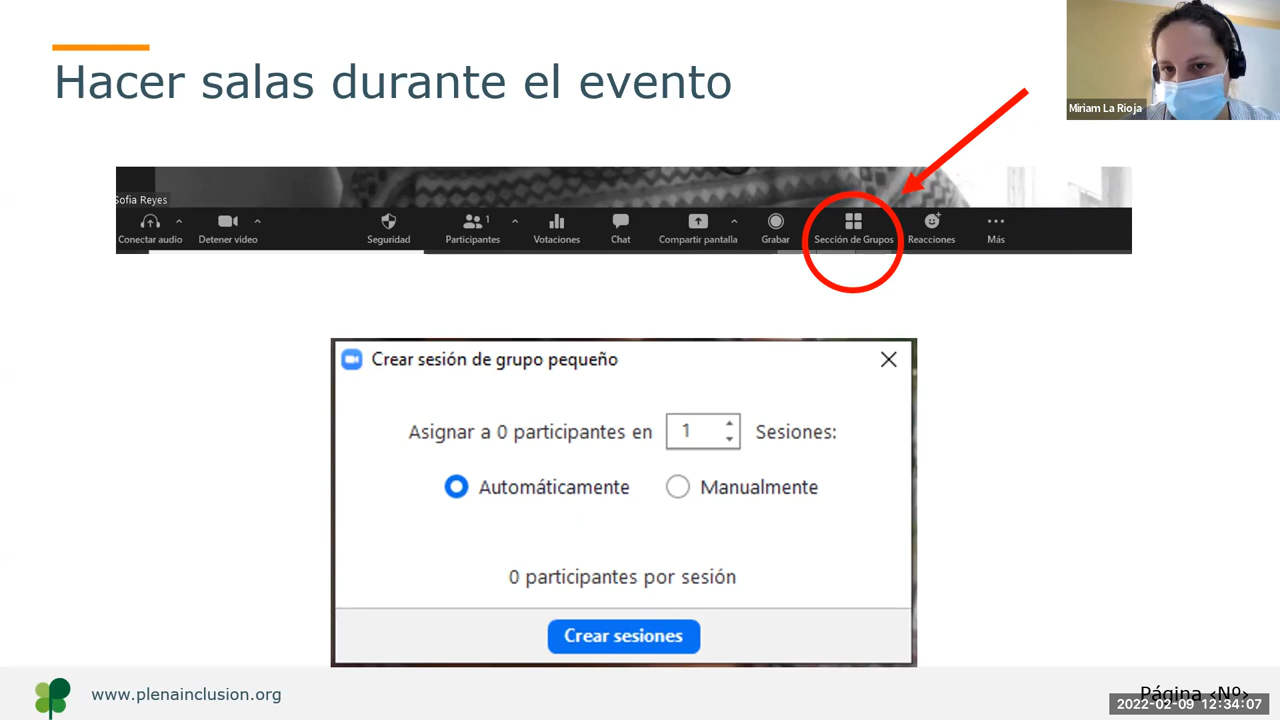 Hacer salas durante el evento
Miriam La Rioja
Sofia Reyes
Conectar audio Detener video Seguridad Participantes 1 Votaciones Chat Compartir pantalla Grabar Sección de Grupos Reacciones Más
Crear sesión de grupo pequeño
Asignar a 0 participantes en 1 Sesiones:
Automáticamente Manualmente
0 participantes por sesión
Crear sesiones
www.plenainclusion.org
Página ‹Nº›
2022-02-09 12:34:07